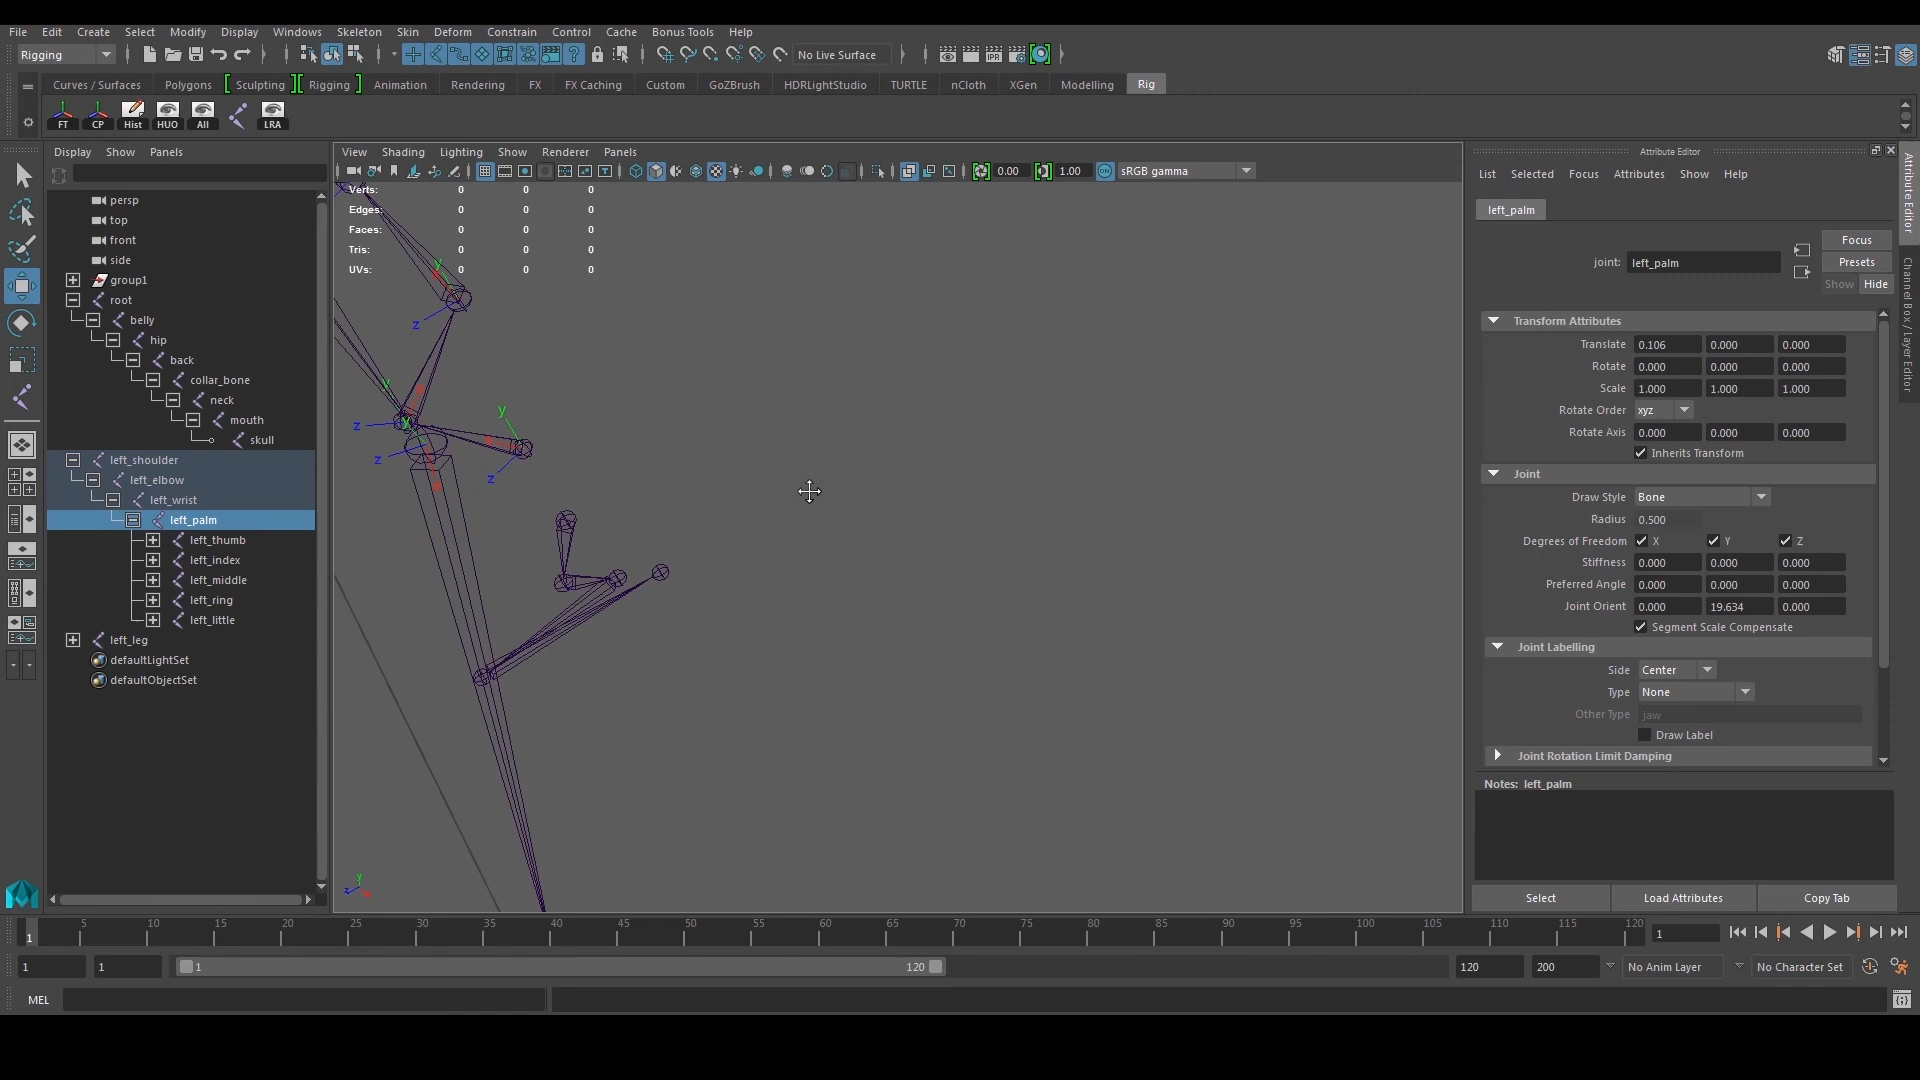 File Edit Create Select Modify Display Windows Skeleton Skin Deform Constrain Control Cache Bonus Tools Help
Rigging No Live Surface
Curves / Surfaces Polygons Sculpting Rigging Animation Rendering FX FX Caching Custom GoZBrush HDRLightStudio TURTLE nCloth XGen Modelling Rig
FT CP Hist HUO All LRA
Display Show Panels
persp
top
front
side
group1
root
belly
hip
back
collar_bone
neck
mouth
skull
left_shoulder
left_elbow
left_wrist
left_palm
left_thumb
left_index
left_middle
left_ring
left_little
left_leg
defaultLightSet
defaultObjectSet
View Shading Lighting Show Renderer Panels
0.00 1.00 ON sRGB gamma
Verts: 0 0 0
Edges: 0 0 0
Faces: 0 0 0
Tris: 0 0 0
UVs: 0 0 0
y
z
y
z
y
z
y
z
Attribute Editor
List Selected Focus Attributes Show Help
left_palm
Focus
joint: left_palm
Presets
Show Hide
Transform Attributes
Translate 0.106 0.000 0.000
Rotate 0.000 0.000 0.000
Scale 1.000 1.000 1.000
Rotate Order xyz
Rotate Axis 0.000 0.000 0.000
Inherits Transform
Joint
Draw Style Bone
Radius 0.500
Degrees of Freedom X Y Z
Stiffness 0.000 0.000 0.000
Preferred Angle 0.000 0.000 0.000
Joint Orient 0.000 19.634 0.000
Segment Scale Compensate
Joint Labelling
Side Center
Type None
Other Type jaw
Draw Label
Joint Rotation Limit Damping
Notes: left_palm
Select Load Attributes Copy Tab
Attribute Editor
Channel Box / Layer Editor
1 5 10 15 20 25 30 35 40 45 50 55 60 65 70 75 80 85 90 95 100 105 110 115 120 1
1 1 1 120 120 200 No Anim Layer No Character Set
MEL